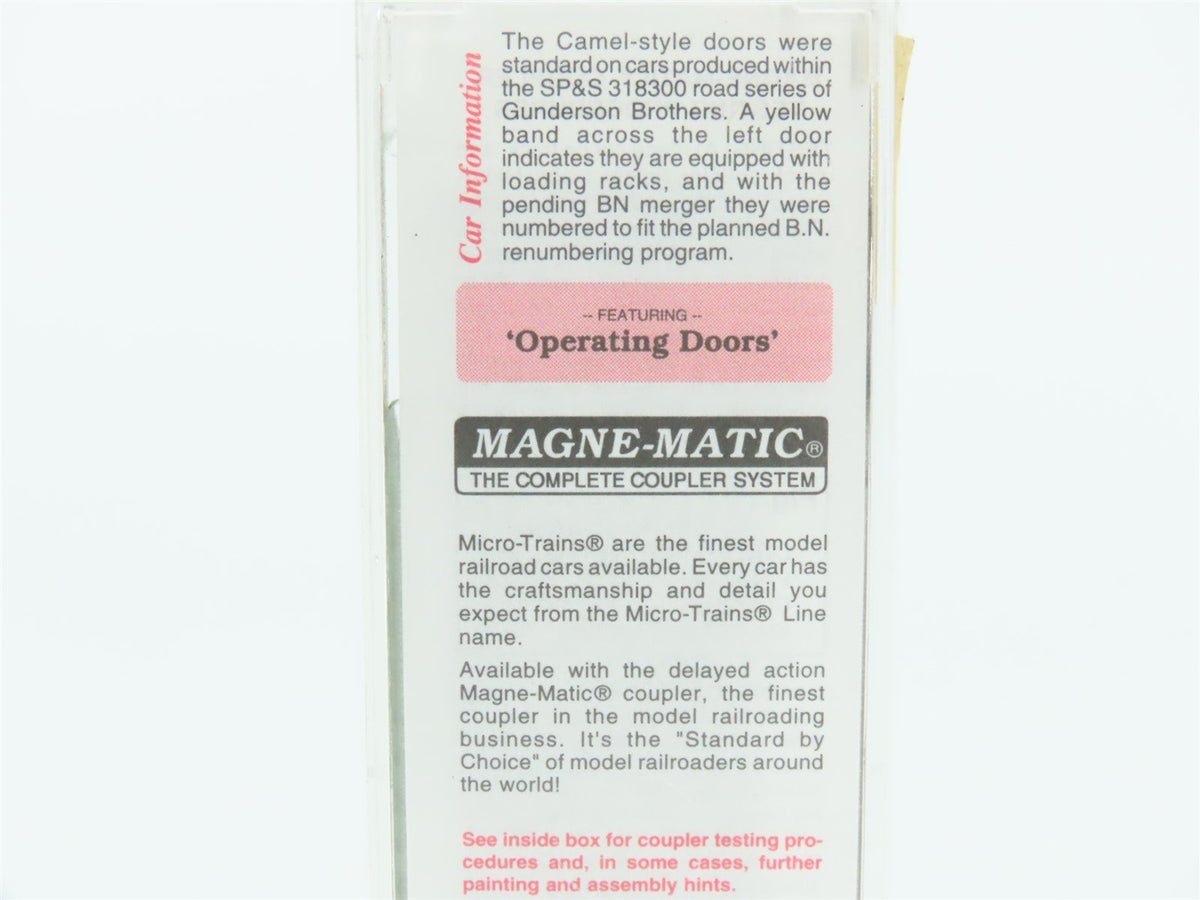 Car Information
The Camel-style doors were
standard on cars produced within
the SP&S 318300 road series of
Gunderson Brothers. A yellow
band across the left door
indicates they are equipped with
loading racks, and with the
pending BN merger they were
numbered to fit the planned B.N.
renumbering program.
-- FEATURING --
‘Operating Doors’
MAGNE-MATIC®
THE COMPLETE COUPLER SYSTEM
Micro-Trains® are the finest model
railroad cars available. Every car has
the craftsmanship and detail you
expect from the Micro-Trains® Line
name.
Available with the delayed action
Magne-Matic® coupler, the finest
coupler in the model railroading
business. It's the "Standard by
Choice" of model railroaders around
the world!
See inside box for coupler testing pro-
cedures and, in some cases, further
painting and assembly hints.